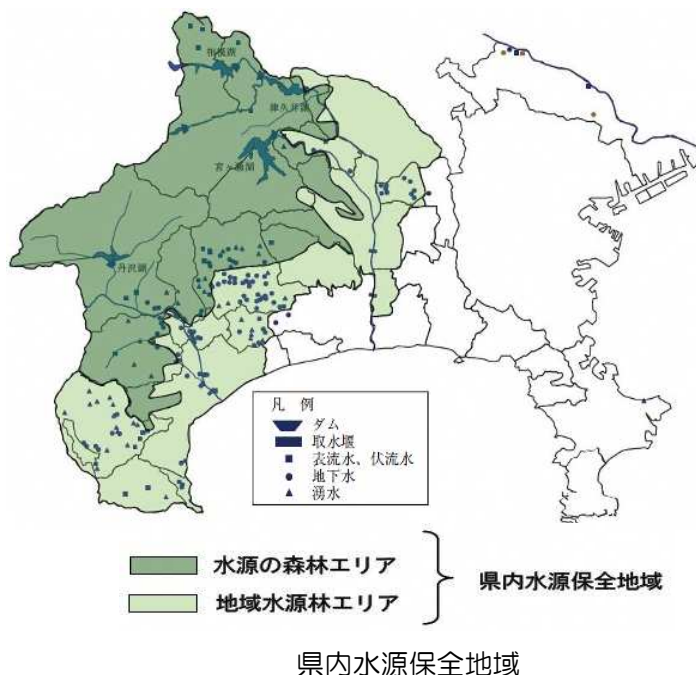 相模湖
津久井湖
宮ヶ瀬湖
丹沢湖
凡 例
ダム
取水堰
表流水、伏流水
地下水
湧水
水源の森林エリア
地域水源林エリア
県内水源保全地域
県内水源保全地域